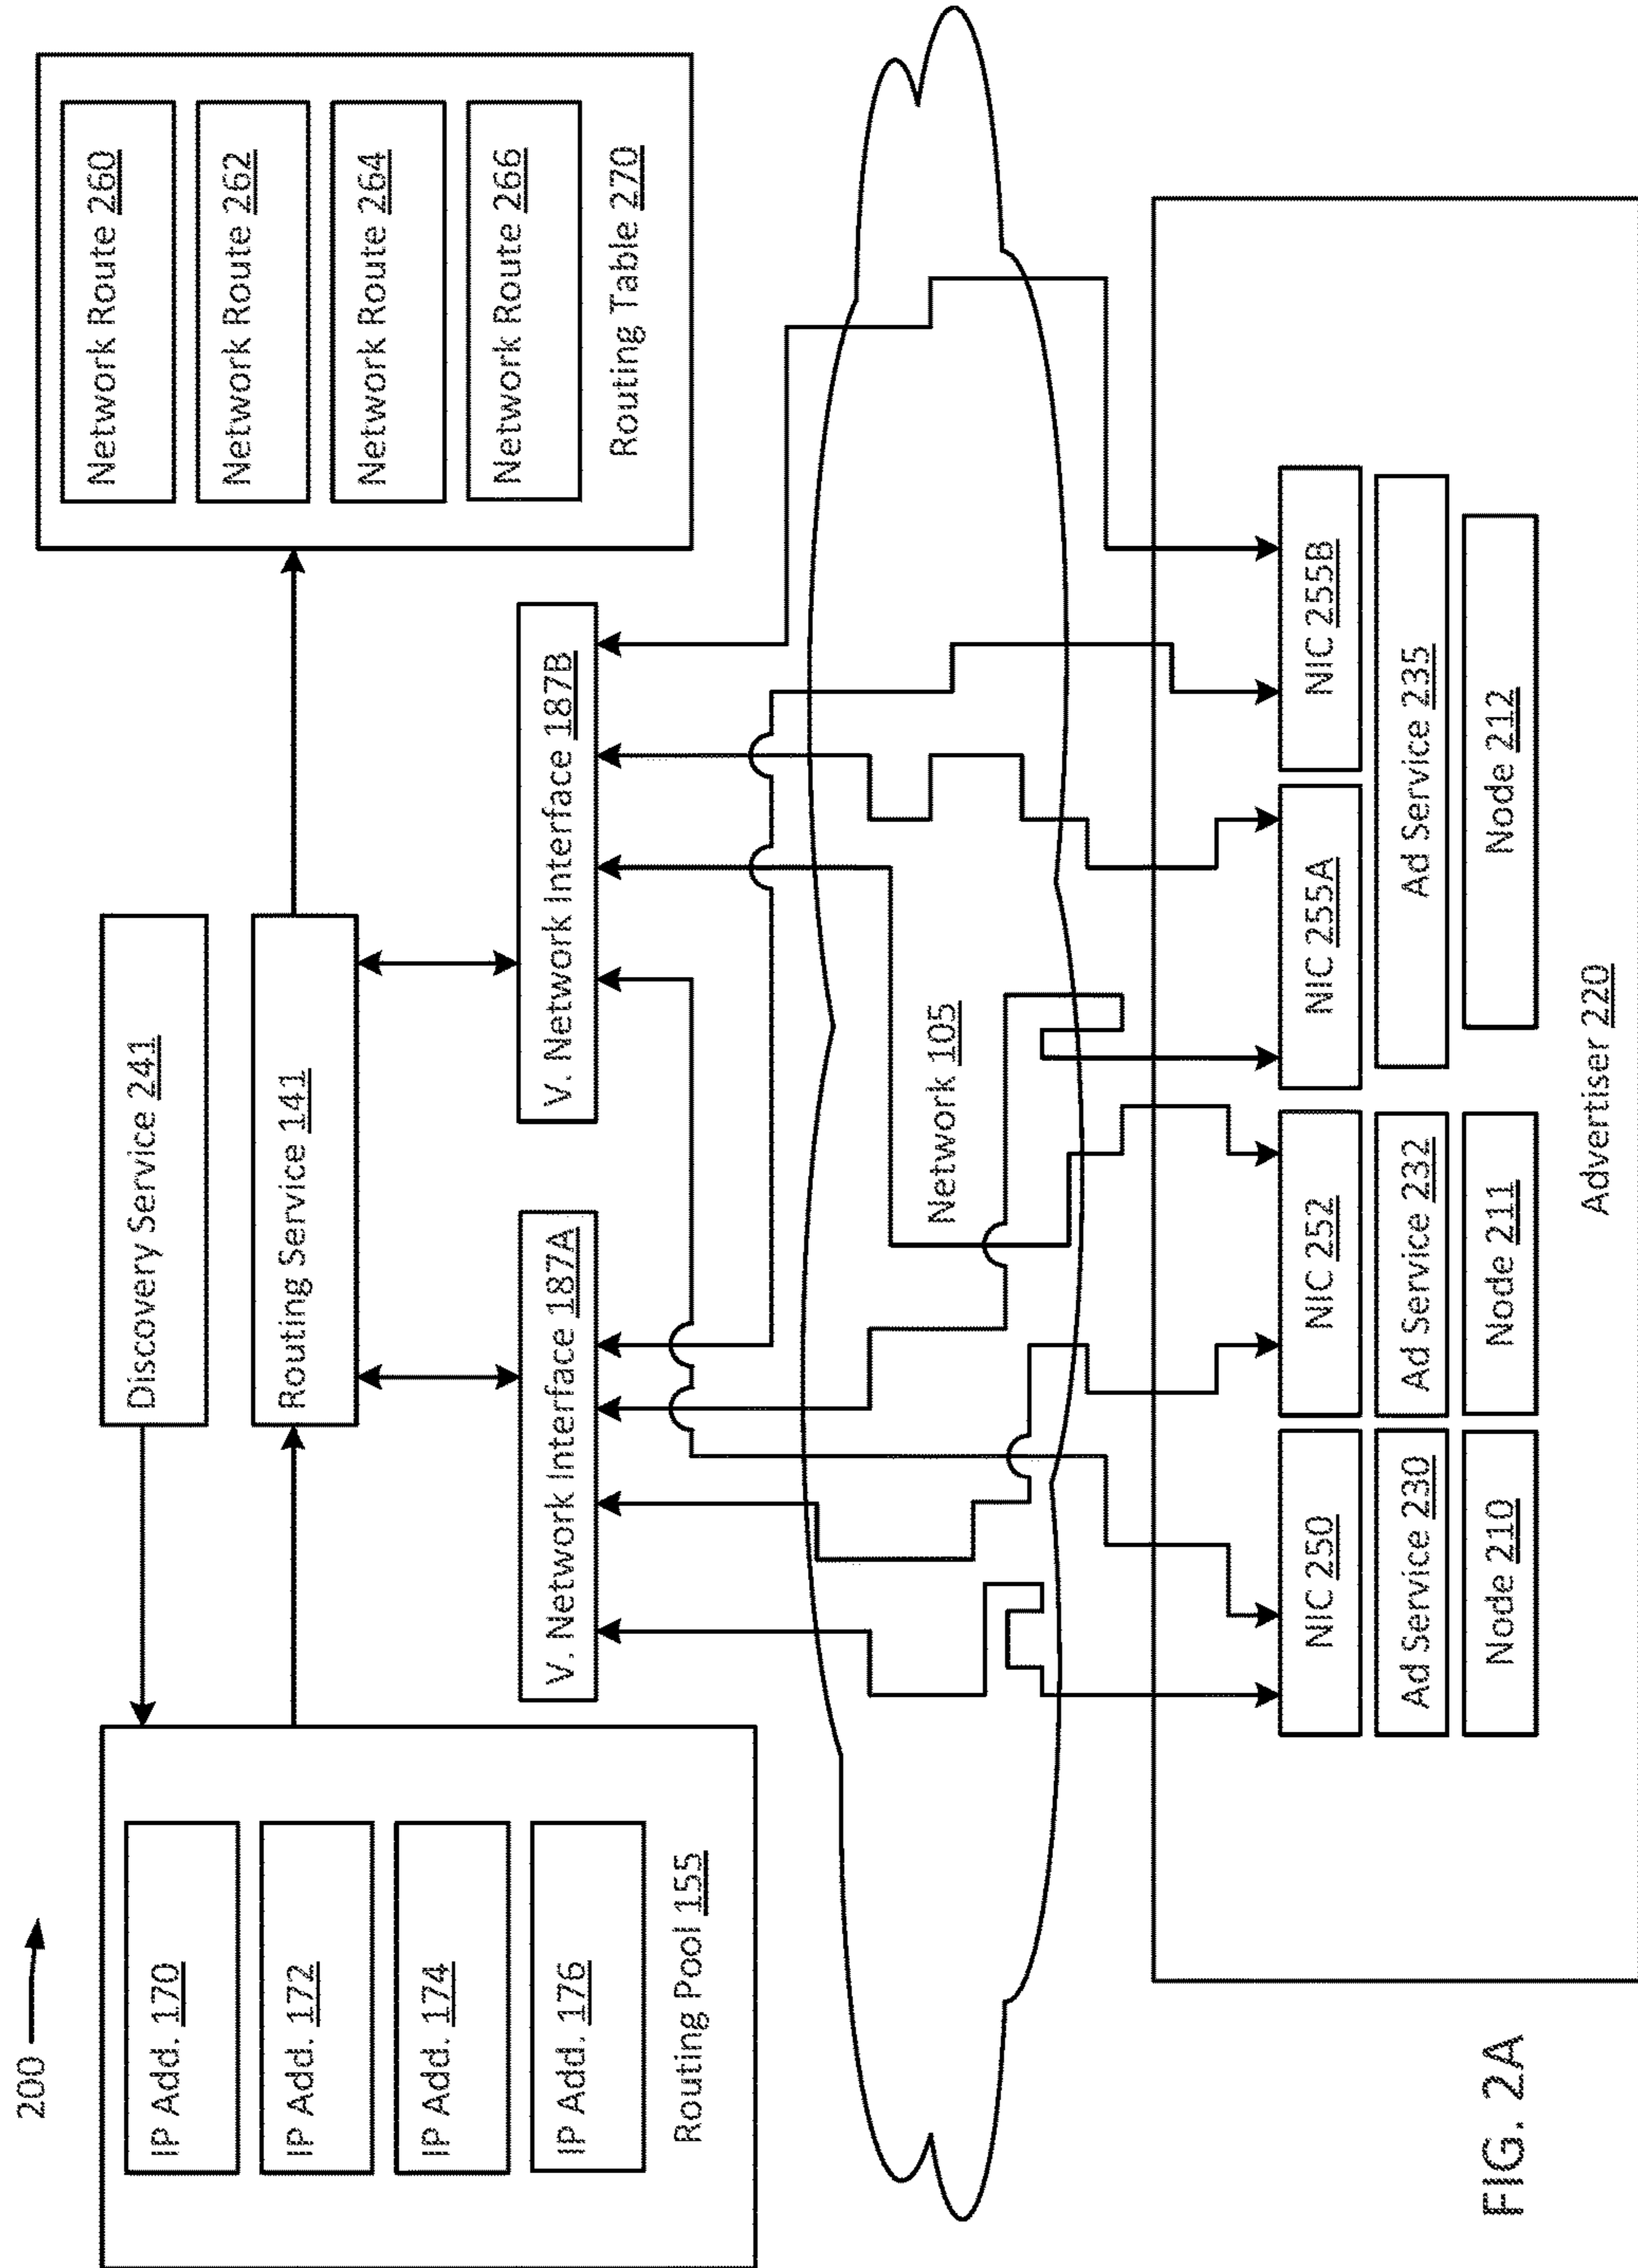 200
IP Add. 170
IP Add. 172
IP Add. 174
IP Add. 176
Routing Pool 155
Discovery Service 241
Routing Service 141
Network Route 260
Network Route 262
Network Route 264
Network Route 266
Routing Table 270
V. Network Interface 187A
V. Network Interface 187B
Network 105
NIC 250
NIC 252
NIC 255A
NIC 255B
Ad Service 230
Ad Service 232
Ad Service 235
Node 210
Node 211
Node 212
Advertiser 220
FIG. 2A